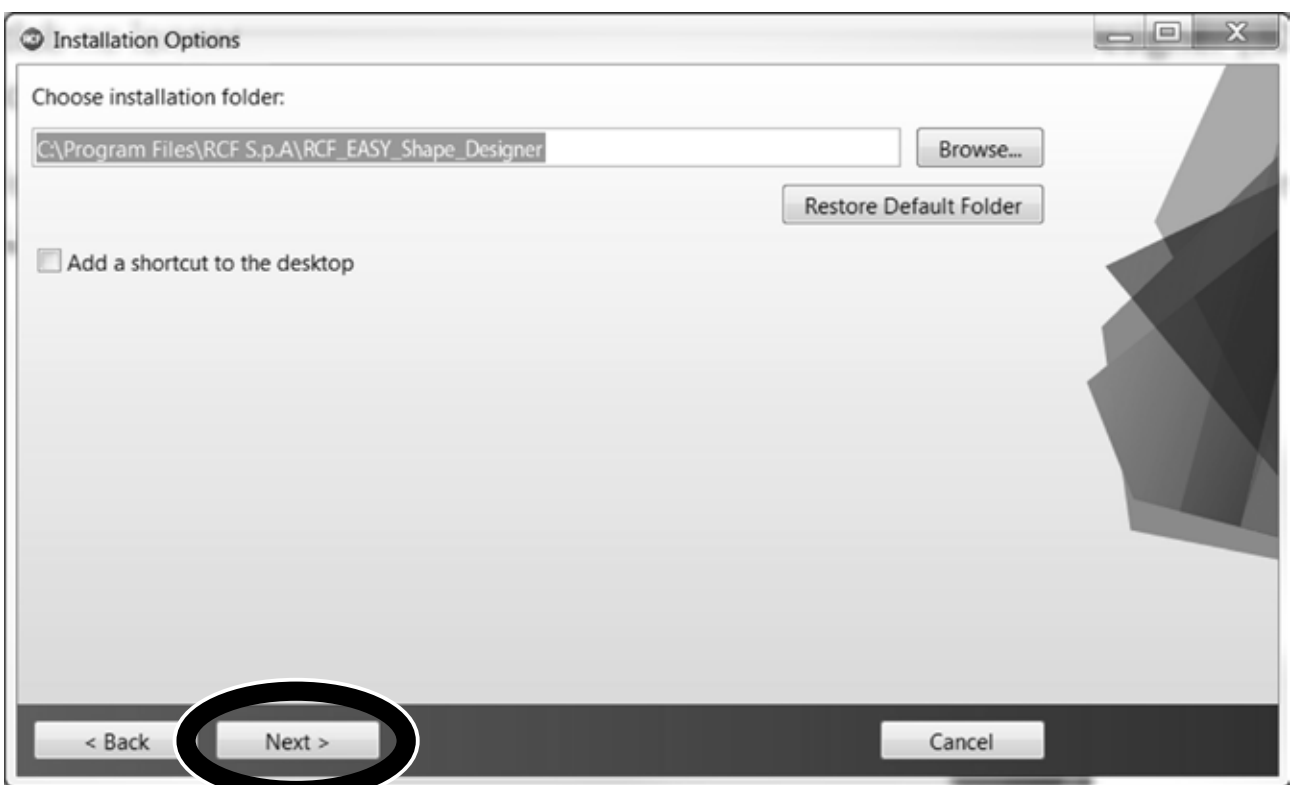 Installation Options
Choose installation folder:
C:\Program Files\RCF S.p.A\RCF_EASY_Shape_Designer
Browse...
Restore Default Folder
Add a shortcut to the desktop
< Back
Next >
Cancel